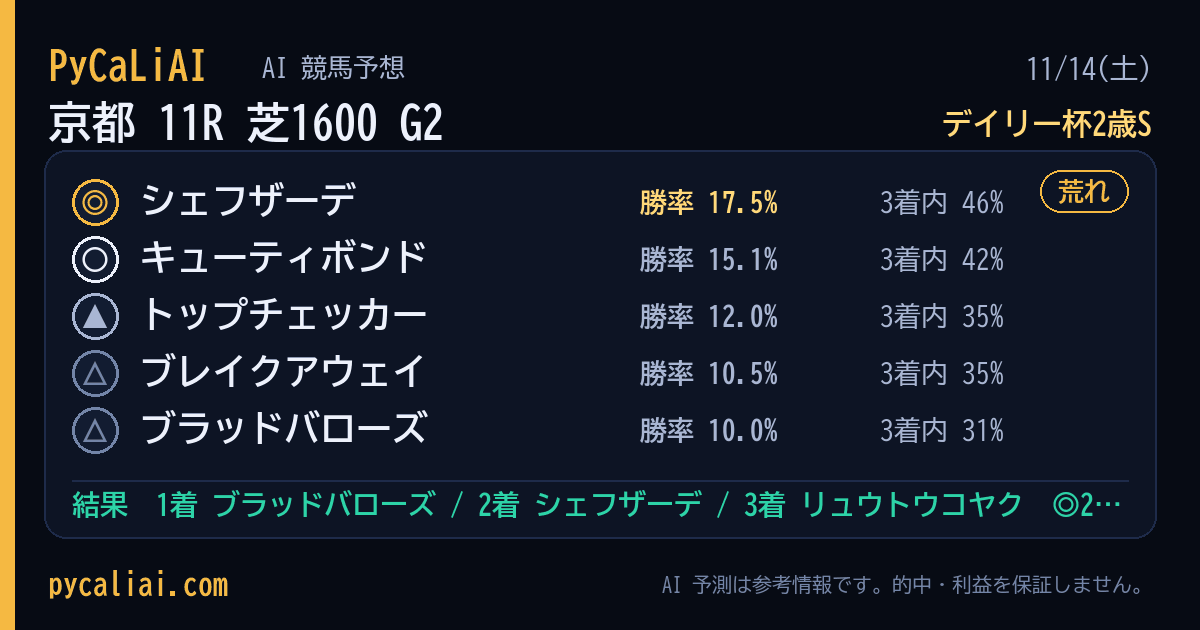 PyCaLiAI AI 競馬予想 11/14(土)
京都 11R 芝1600 G2 デイリー杯2歳S
◎ シェフザーデ 勝率 17.5% 3着内 46% 荒れ
○ キューティボンド 勝率 15.1% 3着内 42%
▲ トップチェッカー 勝率 12.0% 3着内 35%
△ ブレイクアウェイ 勝率 10.5% 3着内 35%
△ ブラッドバローズ 勝率 10.0% 3着内 31%
結果 1着 ブラッドバローズ / 2着 シェフザーデ / 3着 リュウトウコヤク ◎2…
pycaliai.com AI 予測は参考情報です。的中・利益を保証しません。